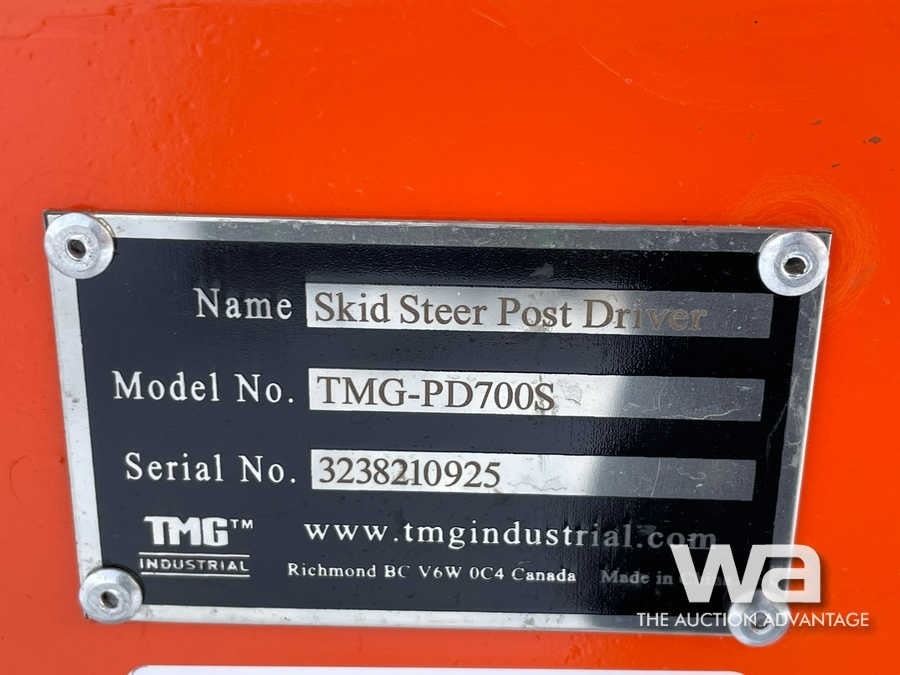 Name Skid Steer Post Driver
Model No. TMG-PD700S
Serial No. 3238210925
TMG™ www.tmgindustrial.com
INDUSTRIAL Richmond BC V6W 0C4 Canada Made in
wa
THE AUCTION ADVANTAGE